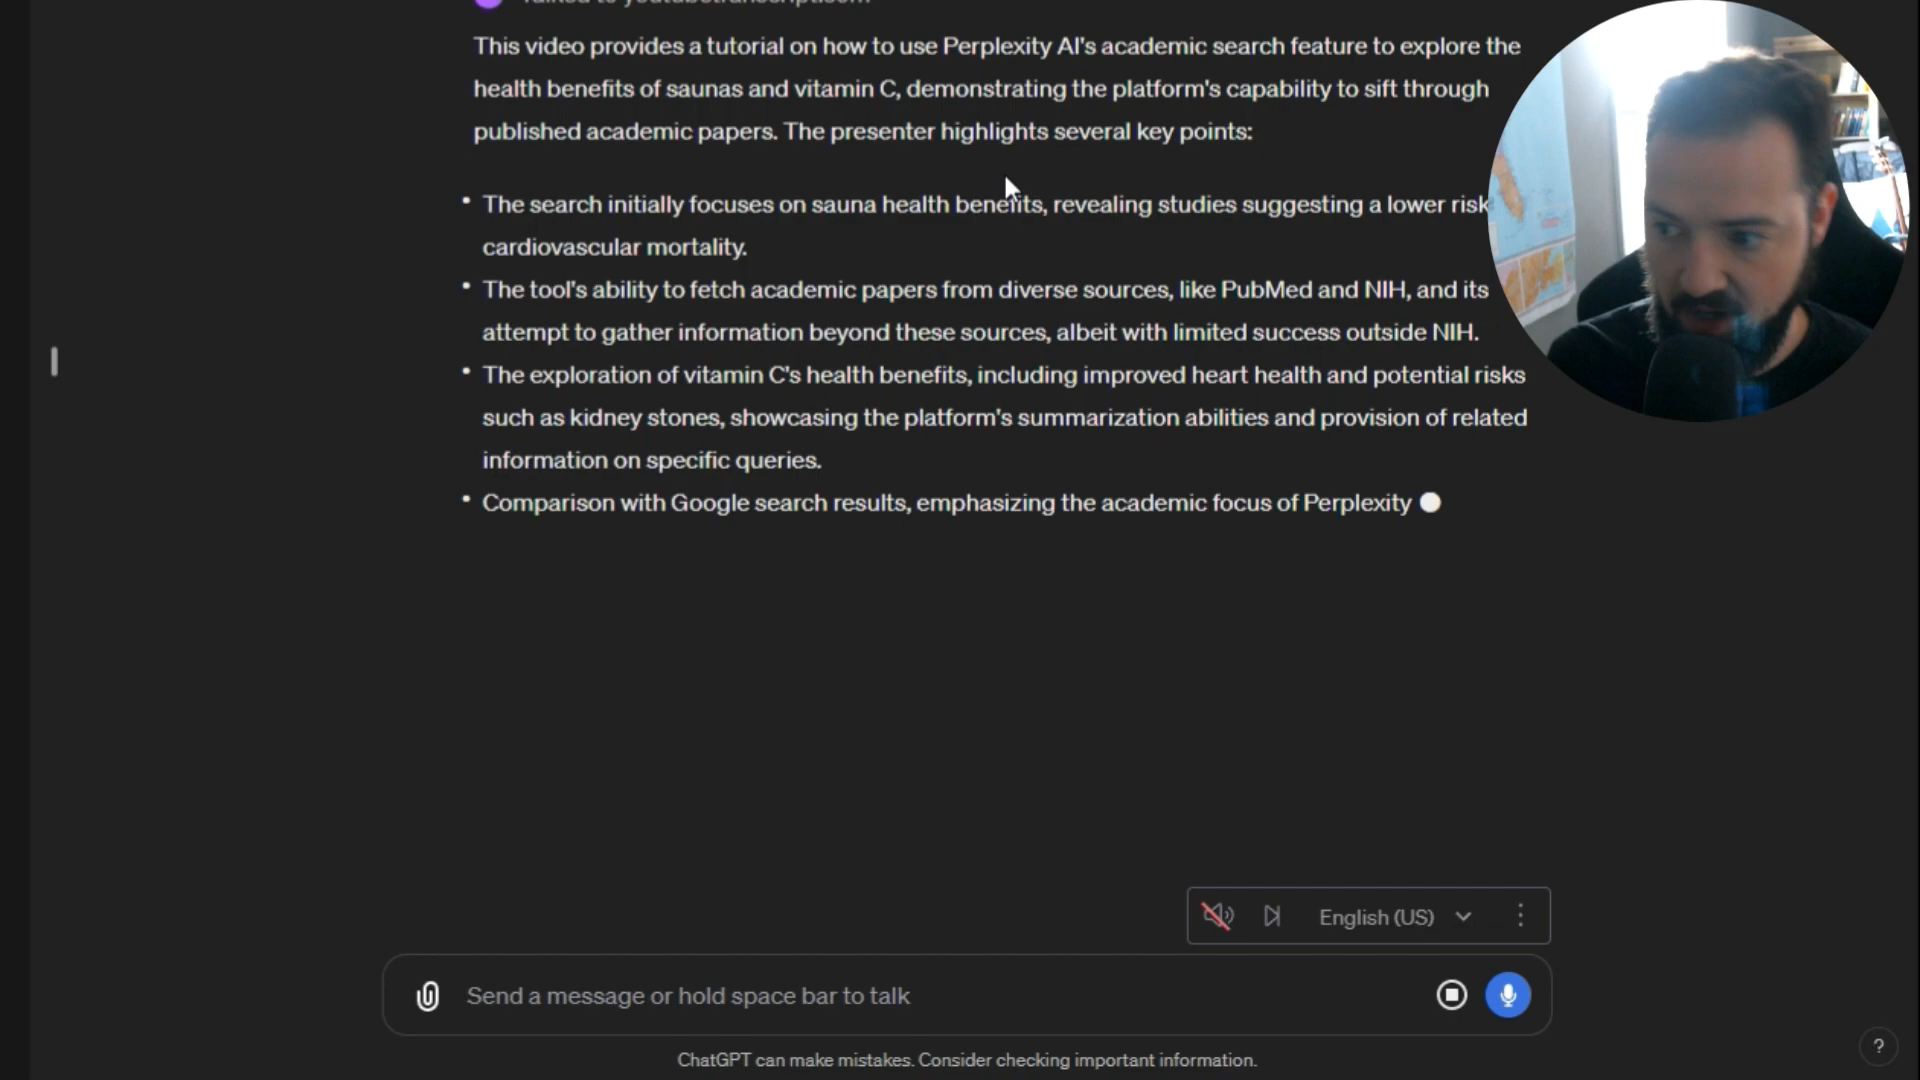 This video provides a tutorial on how to use Perplexity AI's academic search feature to explore the
health benefits of saunas and vitamin C, demonstrating the platform's capability to sift through
published academic papers. The presenter highlights several key points:
• The search initially focuses on sauna health benefits, revealing studies suggesting a lower risk
cardiovascular mortality.
• The tool's ability to fetch academic papers from diverse sources, like PubMed and NIH, and its
attempt to gather information beyond these sources, albeit with limited success outside NIH.
• The exploration of vitamin C's health benefits, including improved heart health and potential risks
such as kidney stones, showcasing the platform's summarization abilities and provision of related
information on specific queries.
• Comparison with Google search results, emphasizing the academic focus of Perplexity
English (US)
Send a message or hold space bar to talk
ChatGPT can make mistakes. Consider checking important information.
?